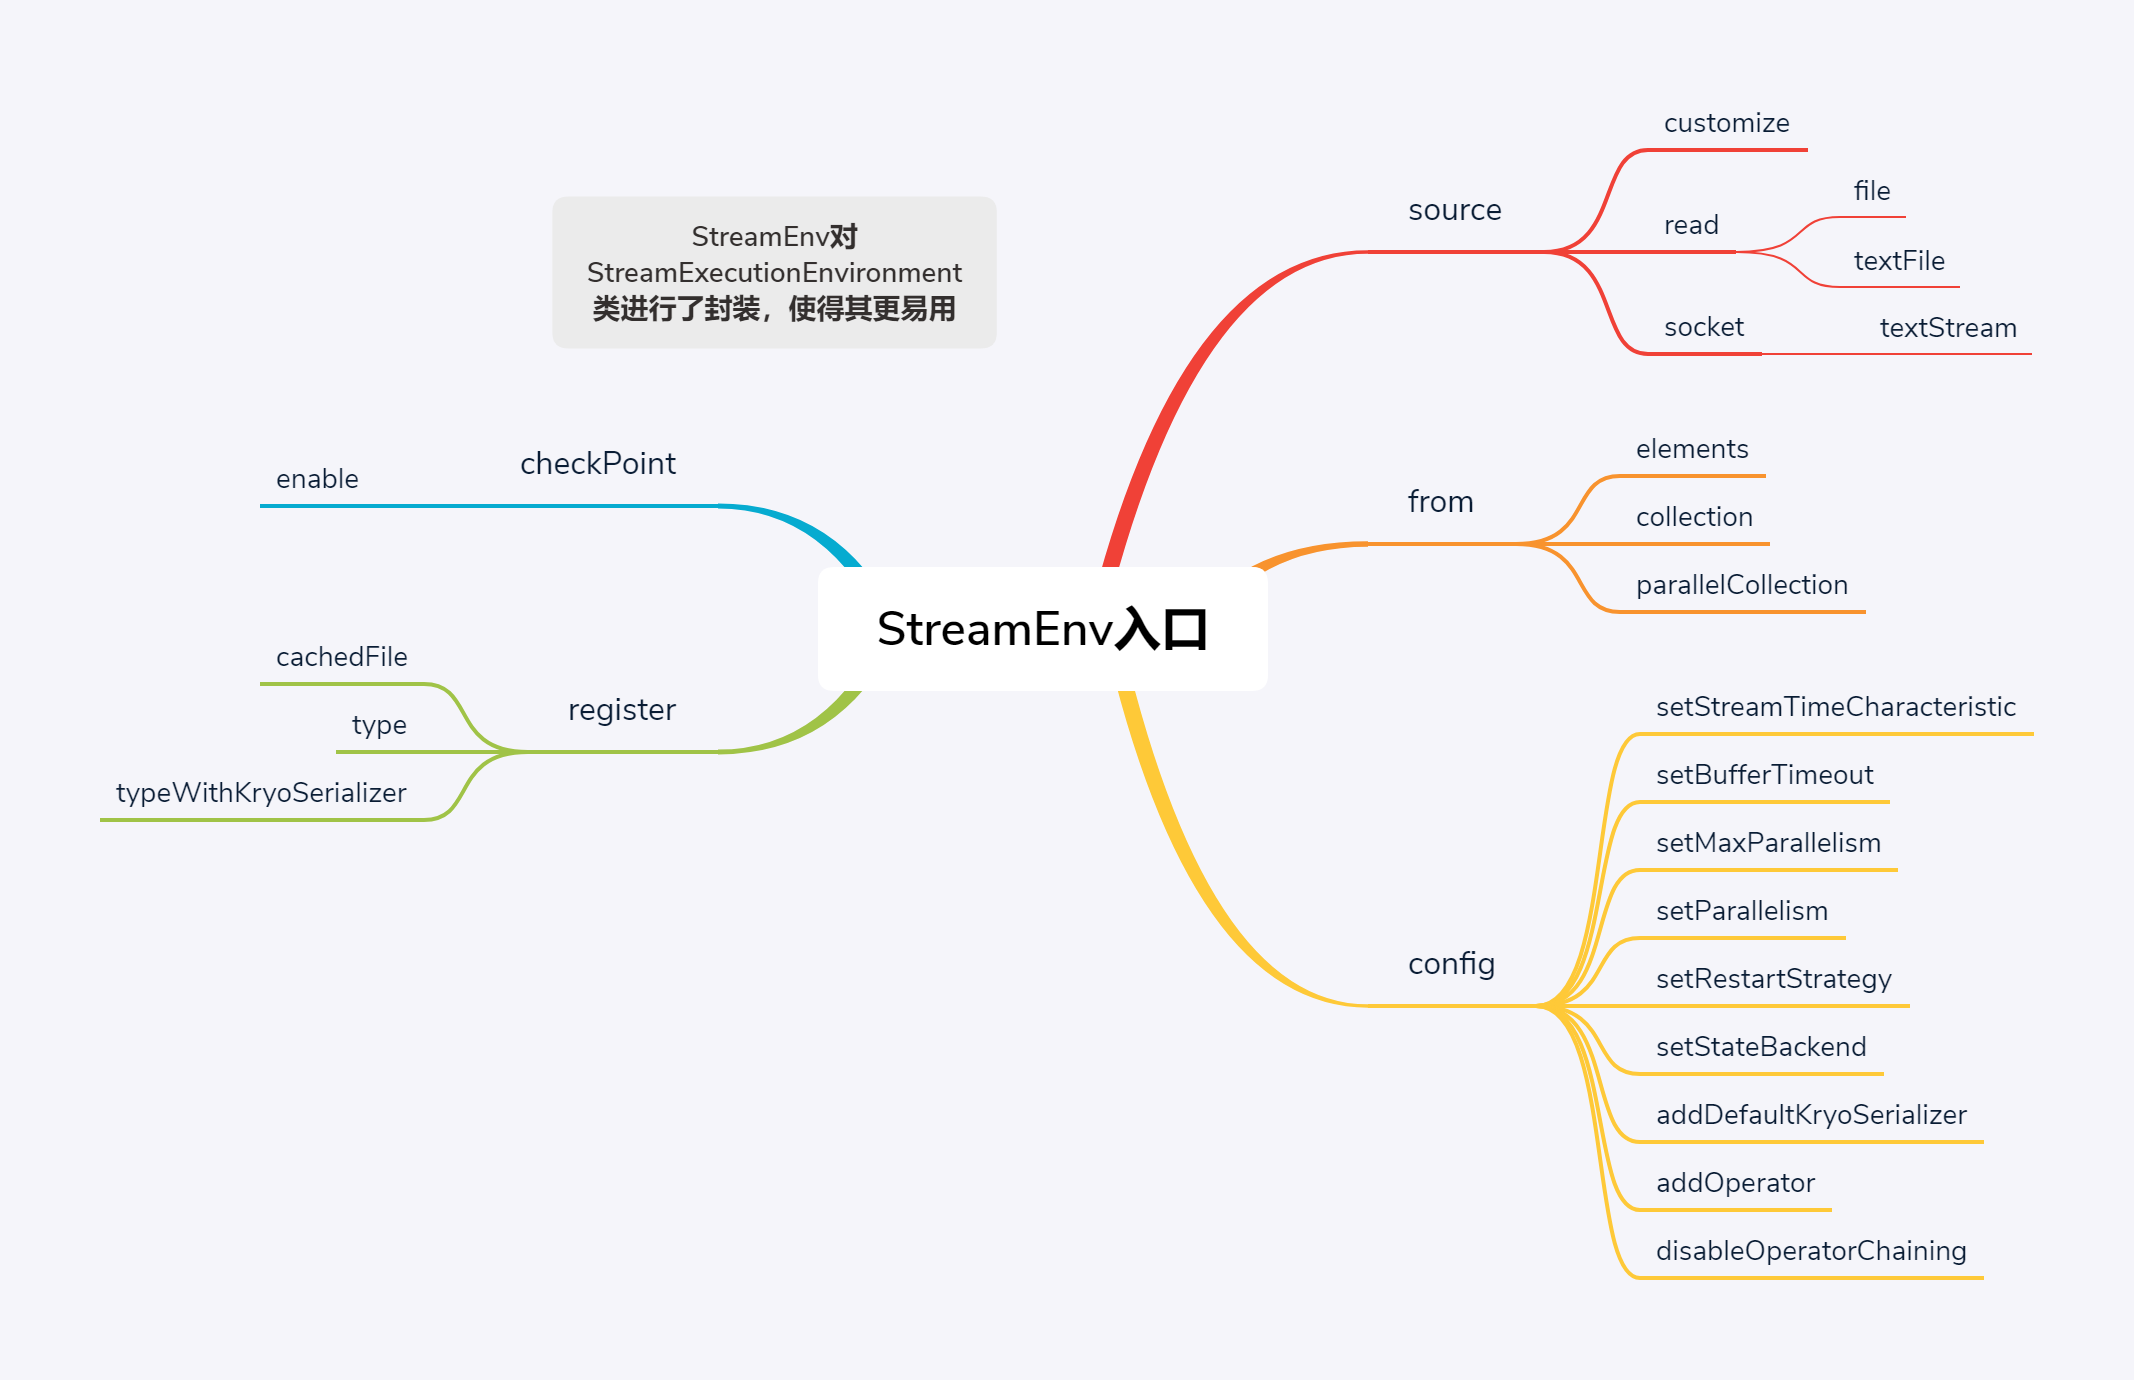 StreamEnv对
StreamExecutionEnvironment
类进行了封装，使得其更易用
StreamEnv入口
source
customize
read
file
textFile
socket
textStream
from
elements
collection
parallelCollection
config
setStreamTimeCharacteristic
setBufferTimeout
setMaxParallelism
setParallelism
setRestartStrategy
setStateBackend
addDefaultKryoSerializer
addOperator
disableOperatorChaining
checkPoint
enable
register
cachedFile
type
typeWithKryoSerializer